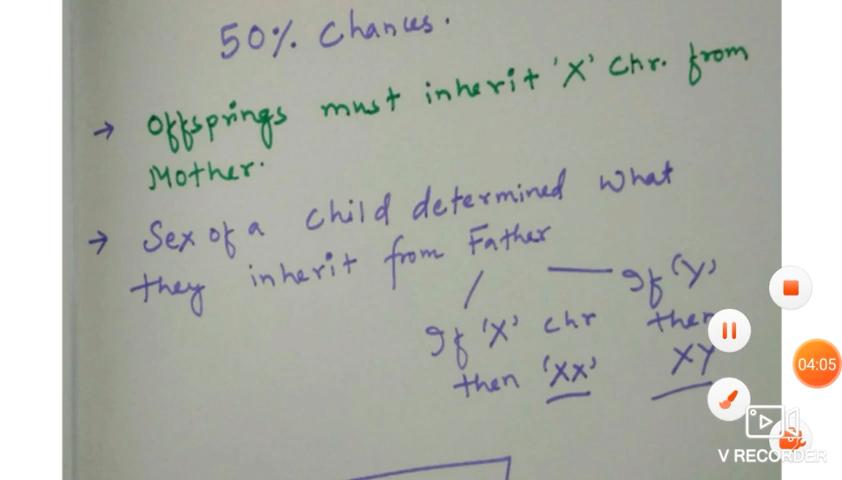 50% Chances.
→ Offsprings must inherit 'X' Chr. from
Mother.
→ Sex of a child determined what
they inherit from Father
If 'X' chr
then 'XX'
If 'Y'
then
XY
04:05
V RECORDER